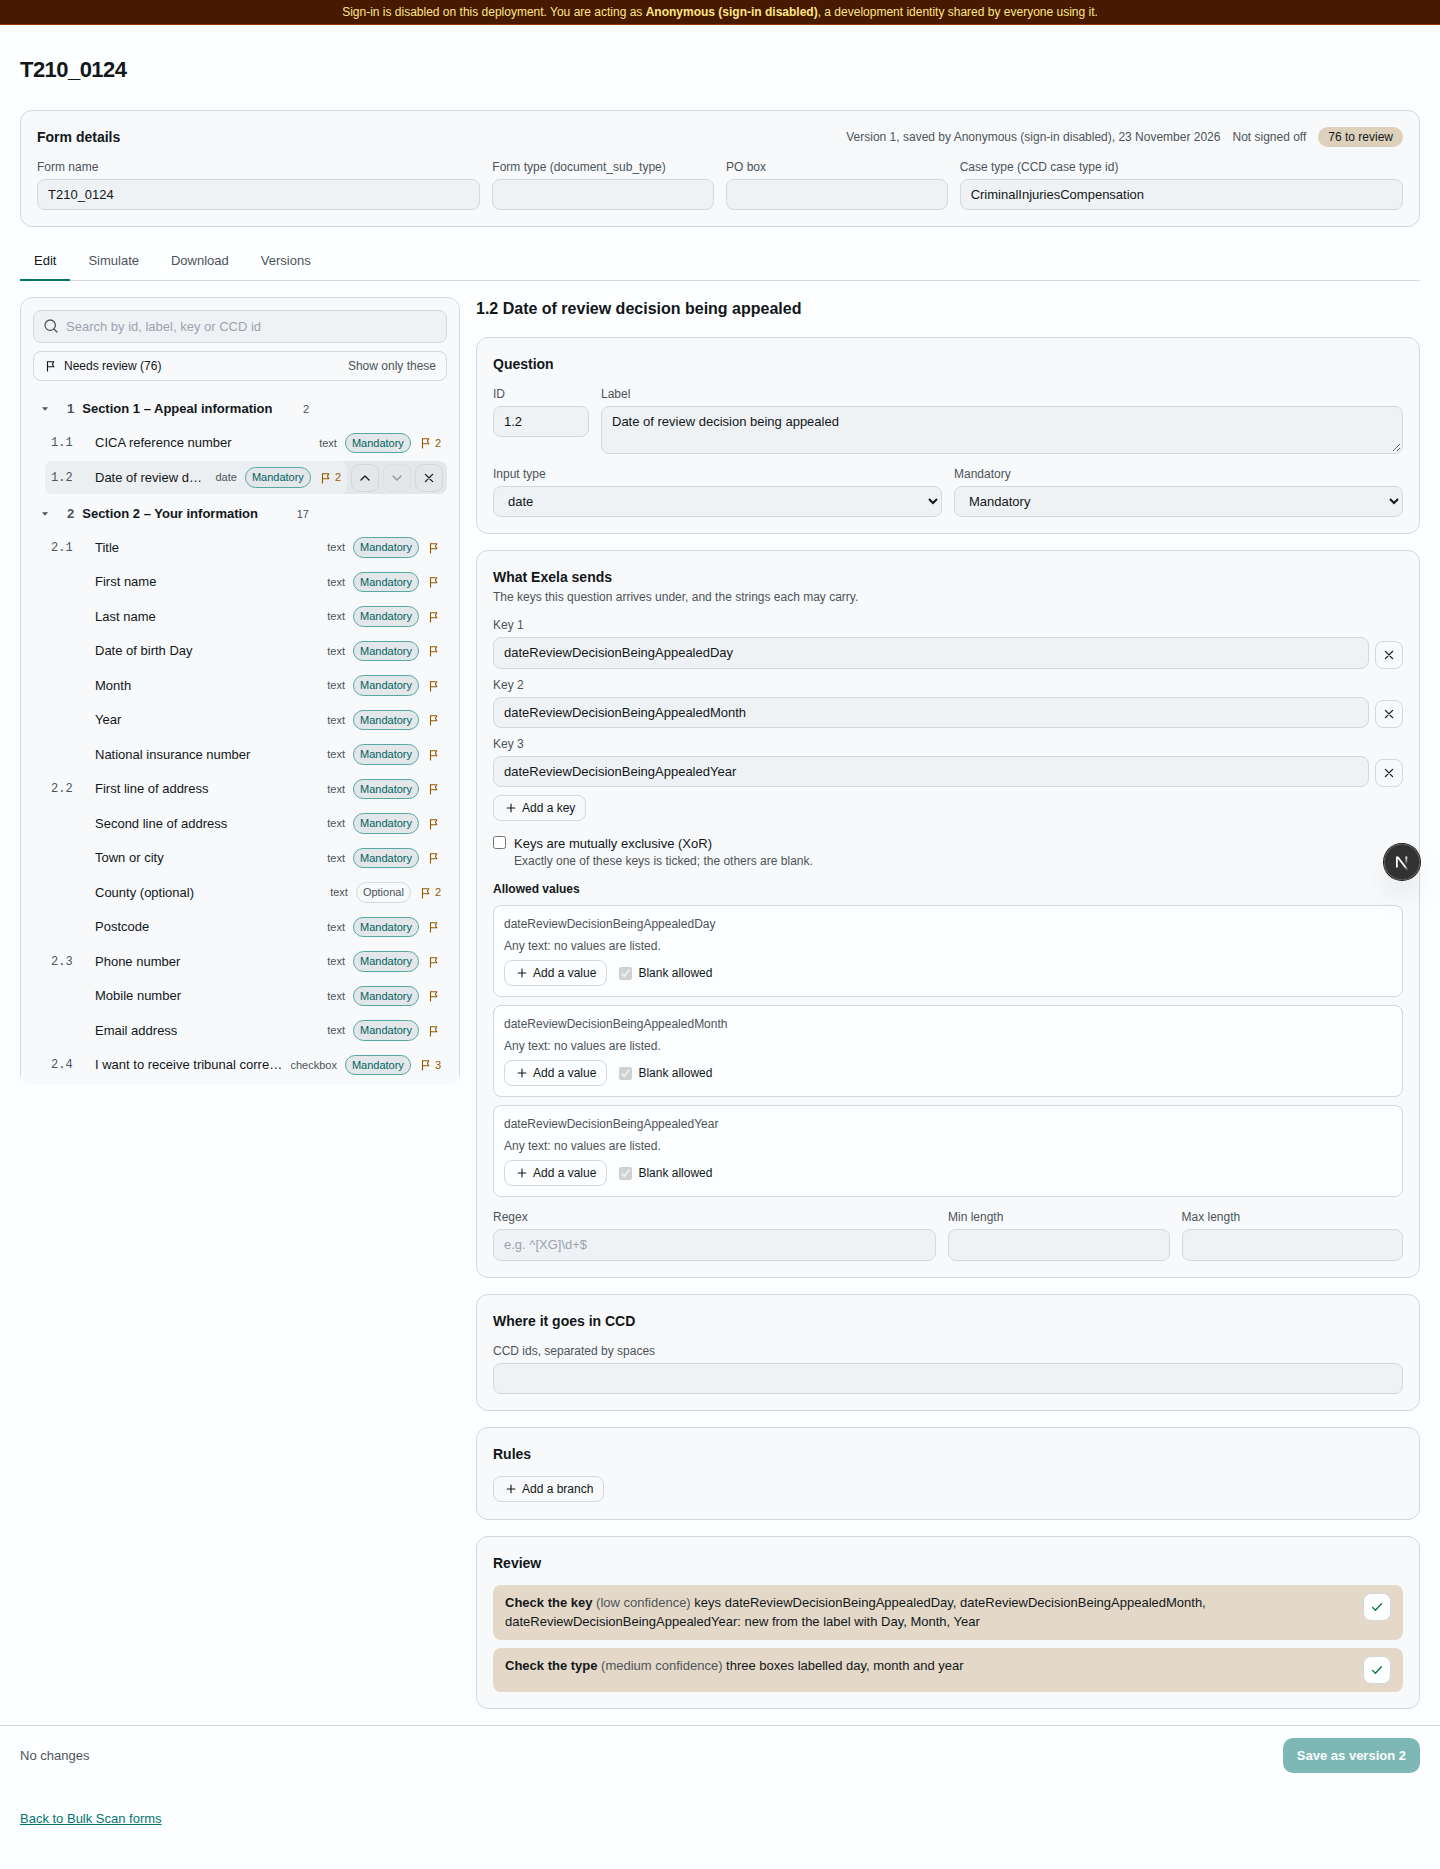 Sign-in is disabled on this deployment. You are acting as Anonymous (sign-in disabled), a development identity shared by everyone using it.
T210_0124
Form details
Version 1, saved by Anonymous (sign-in disabled), 23 November 2026 Not signed off 76 to review
Form name Form type (document_sub_type) PO box Case type (CCD case type id)
T210_0124 CriminalInjuriesCompensation
Edit Simulate Download Versions
Search by id, label, key or CCD id
Needs review (76) Show only these
1 Section 1 – Appeal information 2
1.1 CICA reference number text Mandatory 2
1.2 Date of review d… date Mandatory 2
2 Section 2 – Your information 17
2.1 Title text Mandatory
First name text Mandatory
Last name text Mandatory
Date of birth Day text Mandatory
Month text Mandatory
Year text Mandatory
National insurance number text Mandatory
2.2 First line of address text Mandatory
Second line of address text Mandatory
Town or city text Mandatory
County (optional) text Optional 2
Postcode text Mandatory
2.3 Phone number text Mandatory
Mobile number text Mandatory
Email address text Mandatory
2.4 I want to receive tribunal corre… checkbox Mandatory 3
1.2 Date of review decision being appealed
Question
ID Label
1.2 Date of review decision being appealed
Input type Mandatory
date Mandatory
What Exela sends
The keys this question arrives under, and the strings each may carry.
Key 1
dateReviewDecisionBeingAppealedDay
Key 2
dateReviewDecisionBeingAppealedMonth
Key 3
dateReviewDecisionBeingAppealedYear
Add a key
Keys are mutually exclusive (XoR)
Exactly one of these keys is ticked; the others are blank.
Allowed values
dateReviewDecisionBeingAppealedDay
Any text: no values are listed.
Add a value Blank allowed
dateReviewDecisionBeingAppealedMonth
Any text: no values are listed.
Add a value Blank allowed
dateReviewDecisionBeingAppealedYear
Any text: no values are listed.
Add a value Blank allowed
Regex Min length Max length
e.g. ^[XG]\d+$
Where it goes in CCD
CCD ids, separated by spaces
Rules
Add a branch
Review
Check the key (low confidence) keys dateReviewDecisionBeingAppealedDay, dateReviewDecisionBeingAppealedMonth,
dateReviewDecisionBeingAppealedYear: new from the label with Day, Month, Year
Check the type (medium confidence) three boxes labelled day, month and year
No changes Save as version 2
Back to Bulk Scan forms
N